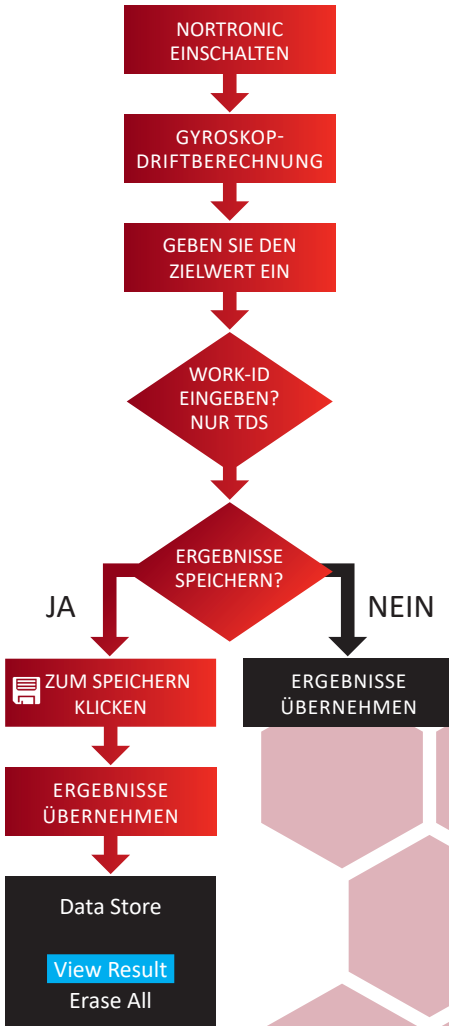 NORTRONIC
EINSCHALTEN
GYROSKOP-
DRIFTBERECHNUNG
GEBEN SIE DEN
ZIELWERT EIN
WORK-ID
EINGEBEN?
NUR TDS
ERGEBNISSE
SPEICHERN?
JA
NEIN
ZUM SPEICHERN
KLICKEN
ERGEBNISSE
ÜBERNEHMEN
ERGEBNISSE
ÜBERNEHMEN
Data Store
View Result
Erase All